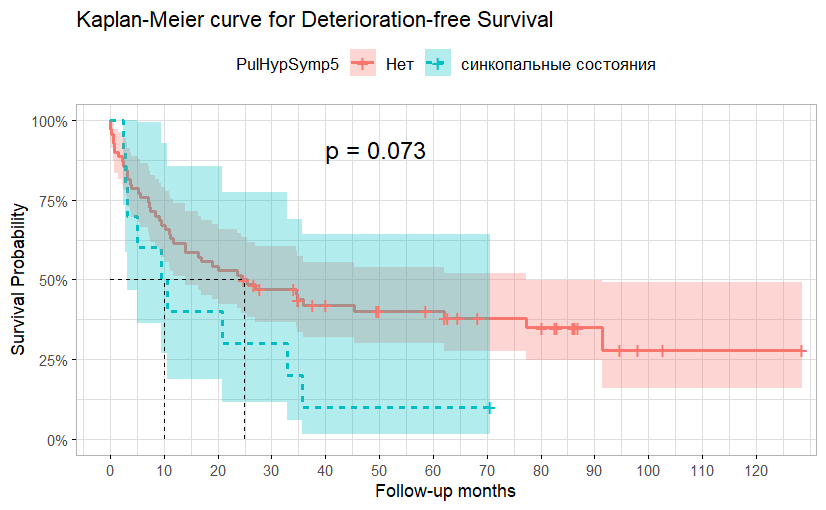 Kaplan-Meier curve for Deterioration-free Survival
PulHypSymp5 Нет синкопальные состояния
p = 0.073
100%
75%
50%
25%
0%
Survival Probability
0 10 20 30 40 50 60 70 80 90 100 110 120
Follow-up months